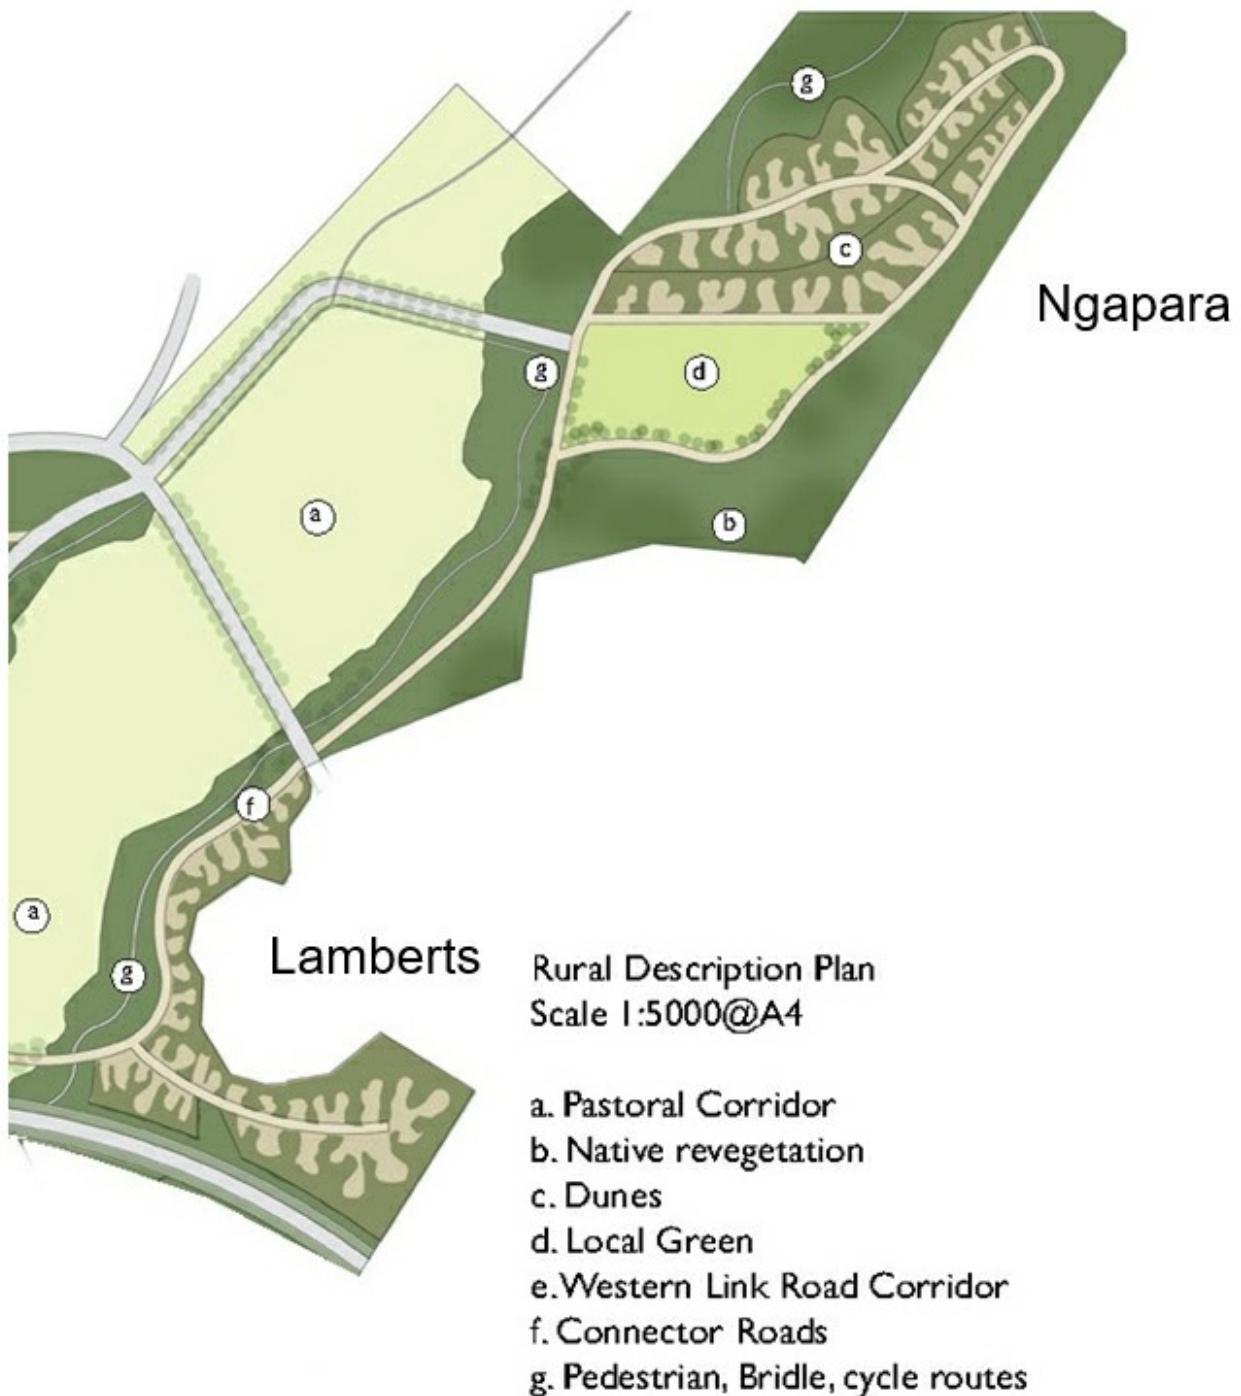 g
c
Ngapara
g
d
a
b
f
a
g
Lamberts
Rural Description Plan
Scale 1:5000@A4
a. Pastoral Corridor
b. Native revegetation
c. Dunes
d. Local Green
e. Western Link Road Corridor
f. Connector Roads
g. Pedestrian, Bridle, cycle routes